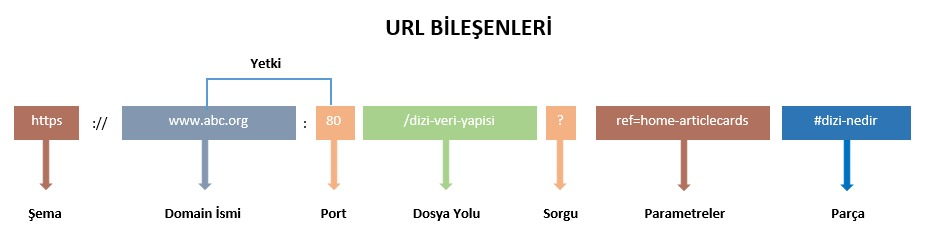 URL BİLEŞENLERİ
Yetki
https :// www.abc.org : 80 /dizi-veri-yapisi ? ref=home-articlecards #dizi-nedir
Şema Domain İsmi Port Dosya Yolu Sorgu Parametreler Parça